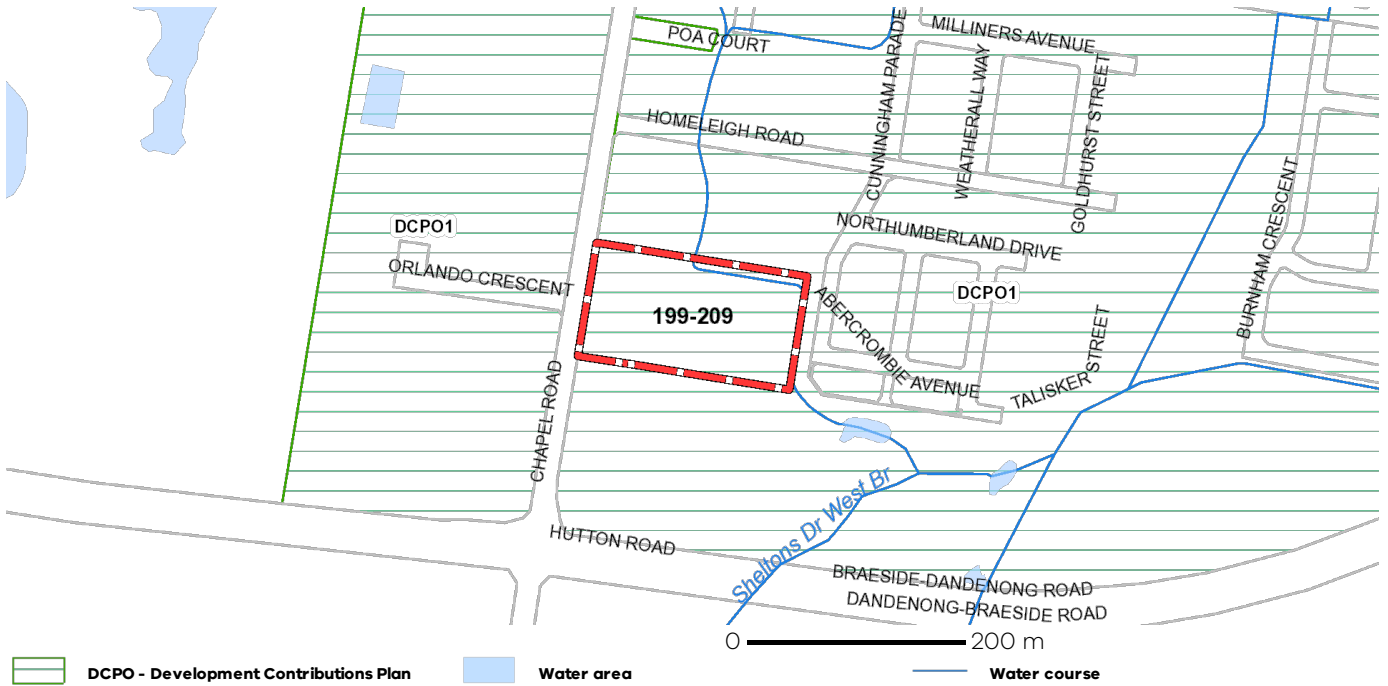 POA COURT
MILLINERS AVENUE
CUNNINGHAM PARADE
WEATHERALL WAY
GOLDHURST STREET
HOMELEIGH ROAD
BURNHAM CRESCENT
DCPO1
NORTHUMBERLAND DRIVE
ORLANDO CRESCENT
DCPO1
199-209
ABERCROMBIE AVENUE
TALISKER STREET
CHAPEL ROAD
Sheltons Dr West Br
HUTTON ROAD
BRAESIDE-DANDENONG ROAD
DANDENONG-BRAESIDE ROAD
0 200 m
DCPO - Development Contributions Plan
Water area
Water course